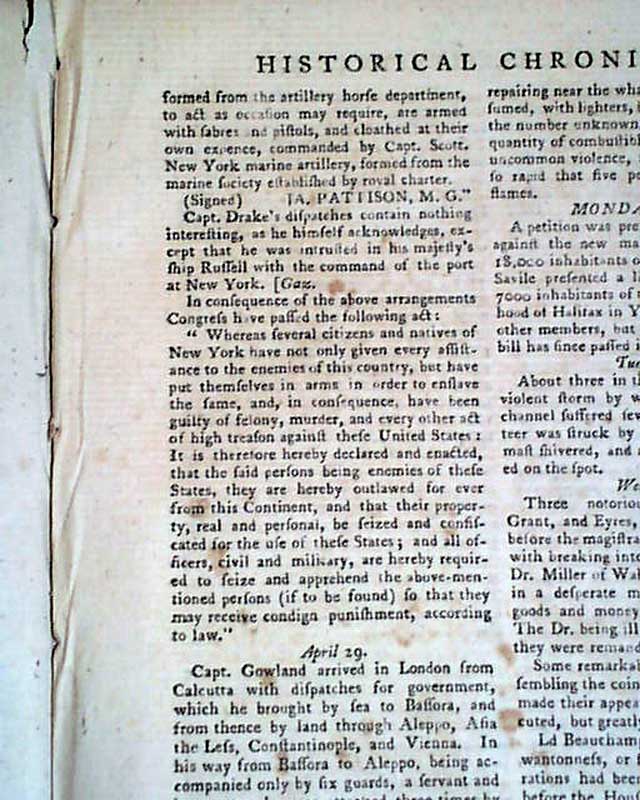 HISTORICAL CHRONI
formed from the artillery horſe department,
to act as occaſion may require, are armed
with ſabres and piſtols, and cloathed at their
own expence, commanded by Capt. Scott.
New York marine artillery, formed from the
marine ſociety eſtabliſhed by royal charter.
(Signed) JA. PATTISON, M. G."
Capt. Drake's diſpatches contain nothing
intereſting, as he himſelf acknowledges, ex-
cept that he was intruſted in his majeſty's
ſhip Ruſſell with the command of the port
at New York. [Gaz.
In conſequence of the above arrangements
Congreſs have paſſed the following act:
" Whereas ſeveral citizens and natives of
New York have not only given every aſſiſt-
ance to the enemies of this country, but have
put themſelves in arms in order to enſlave
the ſame, and, in conſequence, have been
guilty of felony, murder, and every other act
of high treaſon againſt theſe United States:
It is therefore hereby declared and enacted,
that the ſaid perſons being enemies of theſe
States, they are hereby outlawed for ever
from this Continent, and that their proper-
ty, real and perſonal, be ſeized and confiſ-
cated for the uſe of theſe States; and all of-
ficers, civil and military, are hereby requir-
ed to ſeize and apprehend the above-men-
tioned perſons (if to be found) ſo that they
may receive condign puniſhment, according
to law."
April 29.
Capt. Gowland arrived in London from
Calcutta with diſpatches for government,
which he brought by ſea to Baſſora, and
from thence by land through Aleppo, Aſia
the Leſs, Conſtantinople, and Vienna. In
his way from Baſſora to Aleppo, being ac-
companied only by ſix guards, a ſervant and
repairing near the wha
ſumed, with lighters,
the number unknown
quantity of combuſtibl
uncommon violence,
ſo rapid that five pe
flames.
MONDA
A petition was pre
againſt the new ma
18,000 inhabitants o
Savile preſented a l
7000 inhabitants of
hood of Halifax in Y
other members, but
bill has ſince paſſed i
Tue
About three in t
violent ſtorm by w
channel ſuffered ſev
teer was ſtruck by
maſt ſhivered, and
ed on the ſpot.
We
Three notorio
Grant, and Eyres,
before the magiſtra
with breaking into
Dr. Miller of Wal
in a deſperate m
goods and money
The Dr. being ill
they were remand
Some remarkab
ſembling the coin
made their appea
cuted, but greatly
Ld Beaucham
wantonneſs, or
rations had been
before the Hou